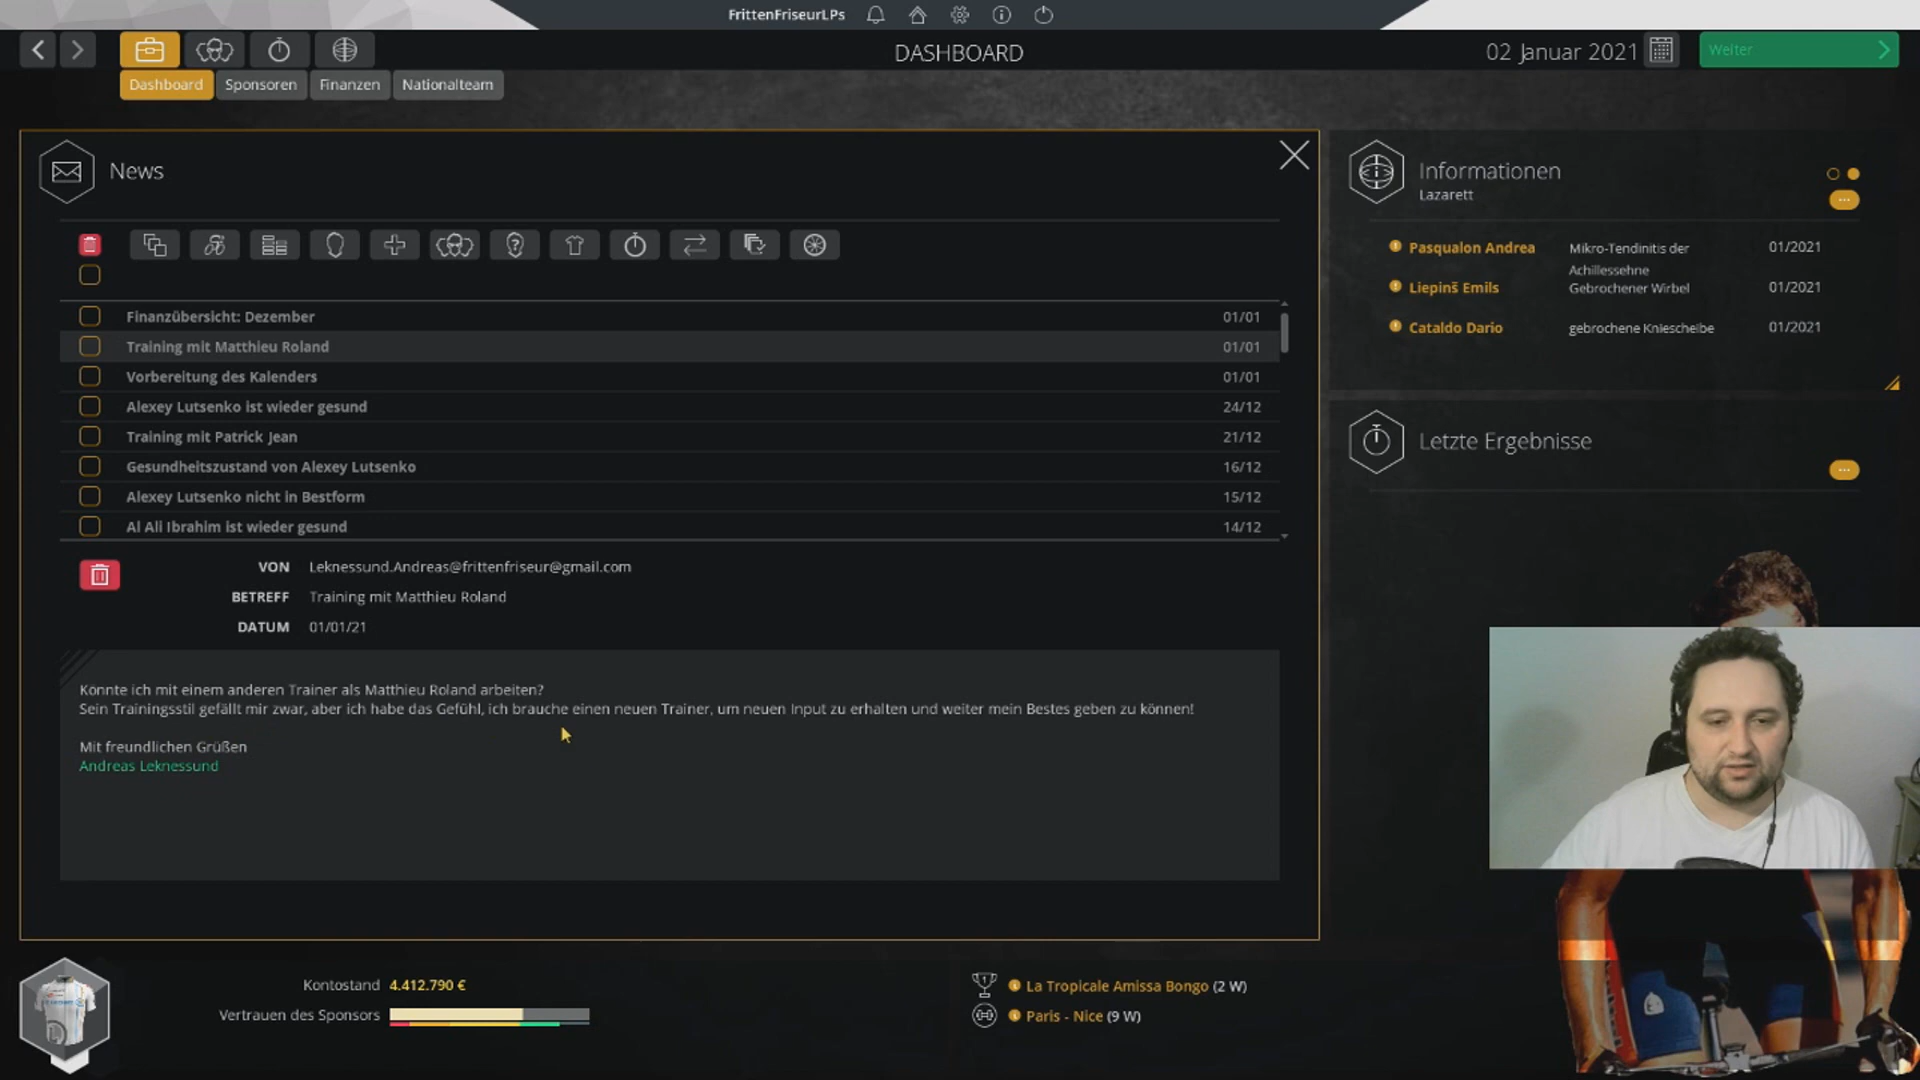 FrittenFriseurLPs
DASHBOARD
02 Januar 2021
Weiter
Dashboard
Sponsoren
Finanzen
Nationalteam
News
Finanzübersicht: Dezember 01/01
Training mit Matthieu Roland 01/01
Vorbereitung des Kalenders 01/01
Alexey Lutsenko ist wieder gesund 24/12
Training mit Patrick Jean 21/12
Gesundheitszustand von Alexey Lutsenko 16/12
Alexey Lutsenko nicht in Bestform 15/12
Al Ali Ibrahim ist wieder gesund 14/12
VON Leknessund.Andreas@frittenfriseur@gmail.com
BETREFF Training mit Matthieu Roland
DATUM 01/01/21
Könnte ich mit einem anderen Trainer als Matthieu Roland arbeiten?
Sein Trainingsstil gefällt mir zwar, aber ich habe das Gefühl, ich brauche einen neuen Trainer, um neuen Input zu erhalten und weiter mein Bestes geben zu können!
Mit freundlichen Grüßen
Andreas Leknessund
Informationen
Lazarett
Pasqualon Andrea Mikro-Tendinitis der Achillessehne 01/2021
Liepinš Emils Gebrochener Wirbel 01/2021
Cataldo Dario gebrochene Kniescheibe 01/2021
Letzte Ergebnisse
Kontostand 4.412.790 €
Vertrauen des Sponsors
La Tropicale Amissa Bongo (2 W)
Paris - Nice (9 W)